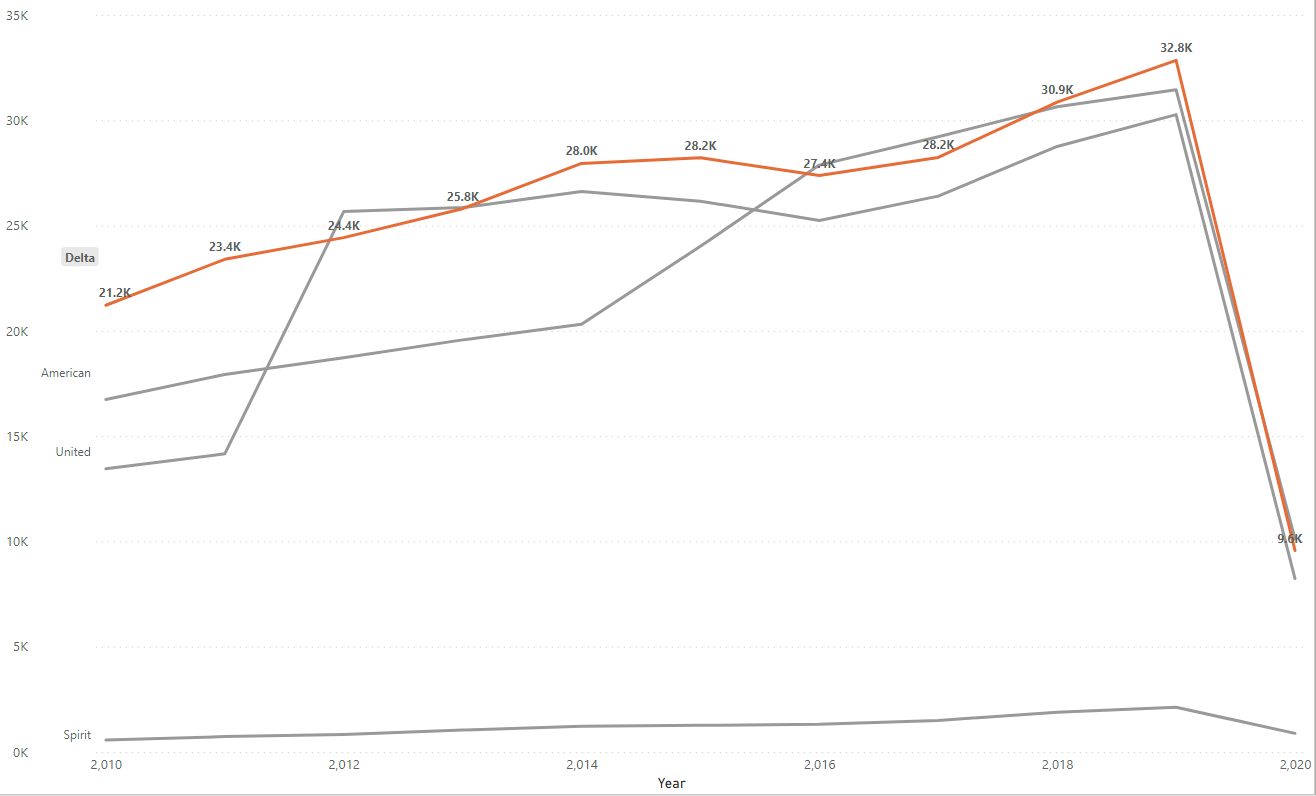 35K
32.8K
30.9K
30K
28.0K
28.2K
27.4K
28.2K
25.8K
25K
24.4K
23.4K
Delta
21.2K
20K
American
15K
United
10K
9.6K
5K
Spirit
0K
2,010 2,012 2,014 2,016 2,018 2,020
Year